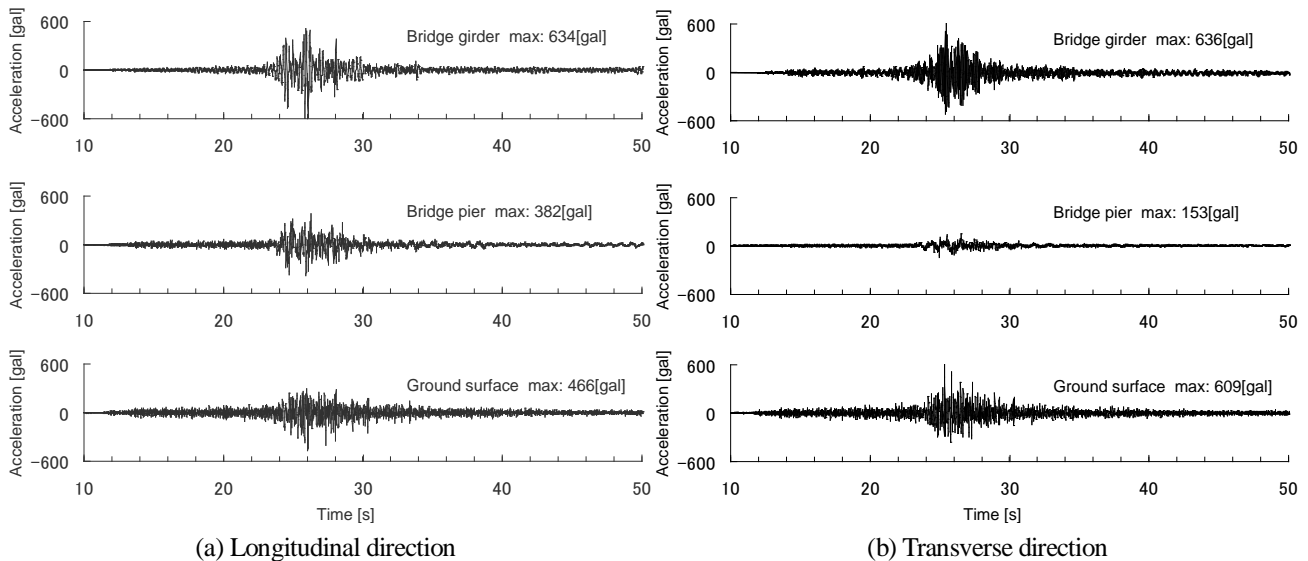 Acceleration [gal]
600
0
−600
Bridge girder max: 634[gal]
10 20 30 40 50
Acceleration [gal]
600
0
−600
Bridge pier max: 382[gal]
10 20 30 40 50
Acceleration [gal]
600
0
−600
Ground surface max: 466[gal]
10 20 30 40 50
Time [s]
(a) Longitudinal direction
Acceleration [gal]
600
0
−600
Bridge girder max: 636[gal]
10 20 30 40 50
Acceleration [gal]
600
0
−600
Bridge pier max: 153[gal]
10 20 30 40 50
Acceleration [gal]
600
0
−600
Ground surface max: 609[gal]
10 20 30 40 50
Time [s]
(b) Transverse direction